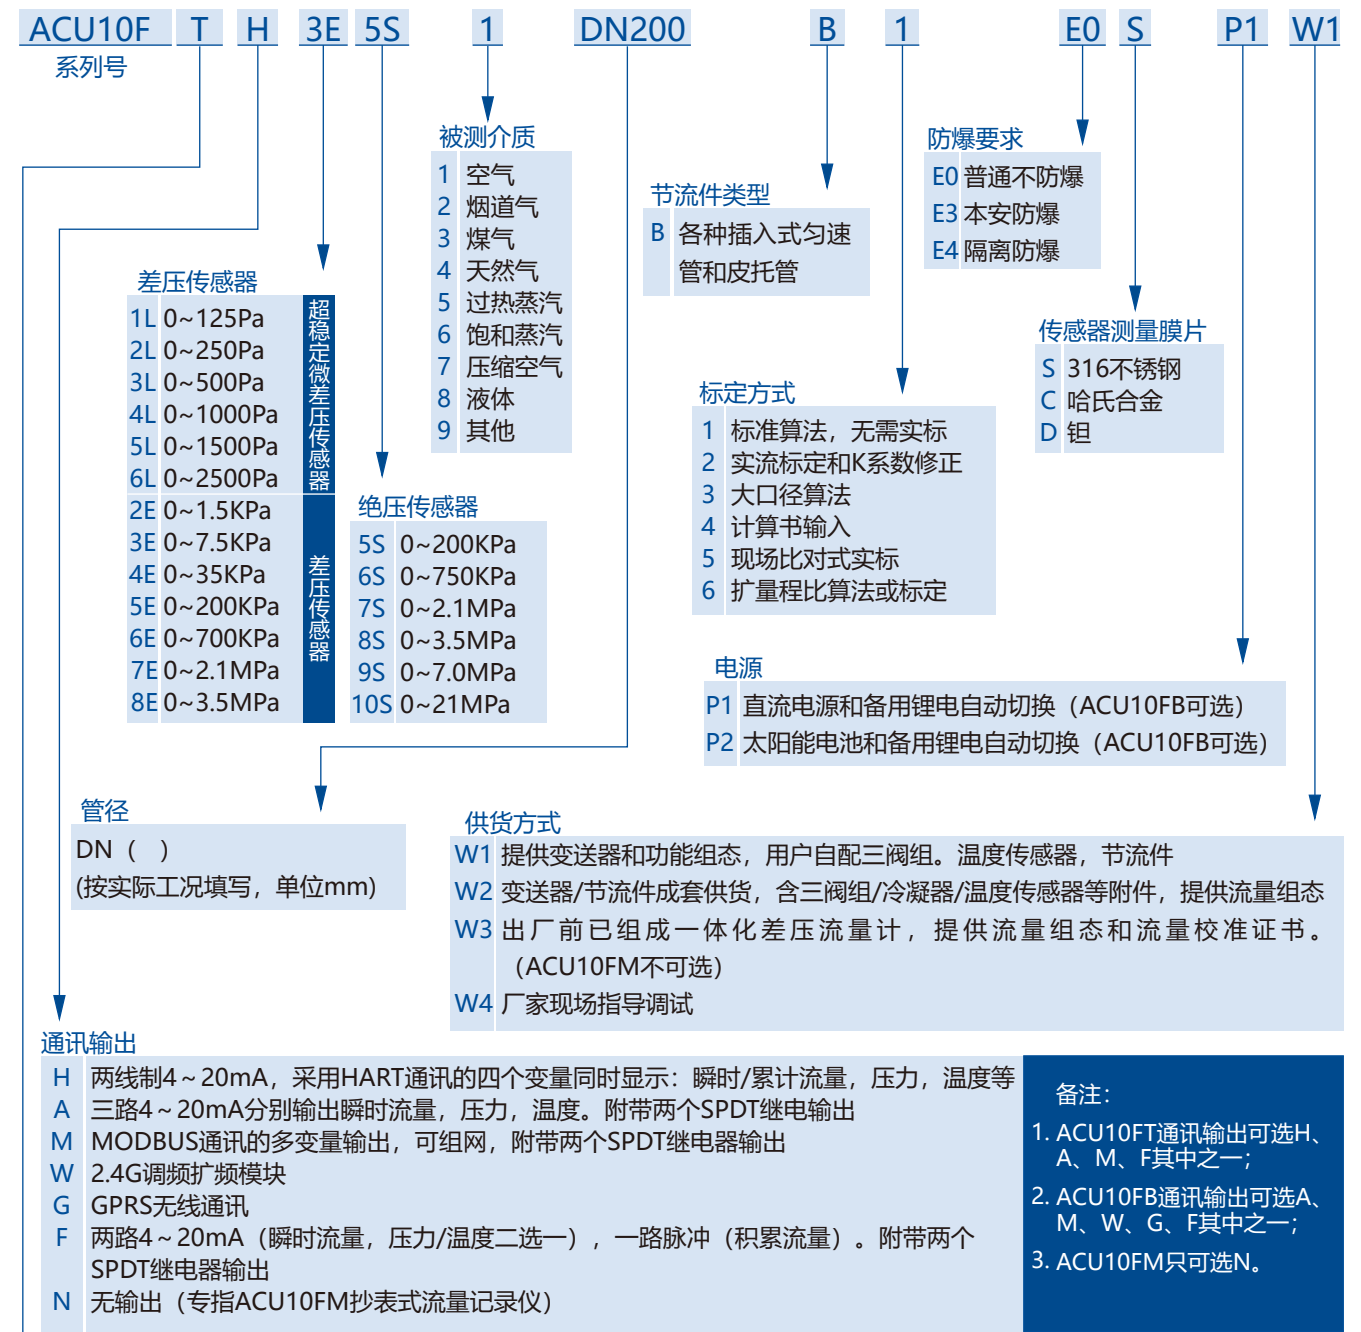 ACU10F T H 3E 5S 1 DN200 B 1 E0 S P1 W1
系列号
被测介质
1 空气
2 烟道气
3 煤气
4 天然气
5 过热蒸汽
6 饱和蒸汽
7 压缩空气
8 液体
9 其他
节流件类型
B 各种插入式匀速
管和皮托管
防爆要求
E0 普通不防爆
E3 本安防爆
E4 隔离防爆
差压传感器
1L 0~125Pa
2L 0~250Pa
3L 0~500Pa
4L 0~1000Pa
5L 0~1500Pa
6L 0~2500Pa
超稳定微差压传感器
2E 0~1.5KPa
3E 0~7.5KPa
4E 0~35KPa
5E 0~200KPa
6E 0~700KPa
7E 0~2.1MPa
8E 0~3.5MPa
差压传感器
绝压传感器
5S 0~200KPa
6S 0~750KPa
7S 0~2.1MPa
8S 0~3.5MPa
9S 0~7.0MPa
10S 0~21MPa
标定方式
1 标准算法，无需实标
2 实流标定和K系数修正
3 大口径算法
4 计算书输入
5 现场比对式实标
6 扩量程比算法或标定
传感器测量膜片
S 316不锈钢
C 哈氏合金
D 钽
电源
P1 直流电源和备用锂电自动切换（ACU10FB可选）
P2 太阳能电池和备用锂电自动切换（ACU10FB可选）
管径
DN（ ）
(按实际工况填写，单位mm)
供货方式
W1 提供变送器和功能组态，用户自配三阀组。温度传感器，节流件
W2 变送器/节流件成套供货，含三阀组/冷凝器/温度传感器等附件，提供流量组态
W3 出厂前已组成一体化差压流量计，提供流量组态和流量校准证书。
（ACU10FM不可选）
W4 厂家现场指导调试
通讯输出
H 两线制4～20mA，采用HART通讯的四个变量同时显示：瞬时/累计流量，压力，温度等
A 三路4～20mA分别输出瞬时流量，压力，温度。附带两个SPDT继电输出
M MODBUS通讯的多变量输出，可组网，附带两个SPDT继电器输出
W 2.4G调频扩频模块
G GPRS无线通讯
F 两路4～20mA（瞬时流量，压力/温度二选一），一路脉冲（积累流量）。附带两个
SPDT继电器输出
N 无输出（专指ACU10FM抄表式流量记录仪）
备注：
1. ACU10FT通讯输出可选H、
A、M、F其中之一；
2. ACU10FB通讯输出可选A、
M、W、G、F其中之一；
3. ACU10FM只可选N。